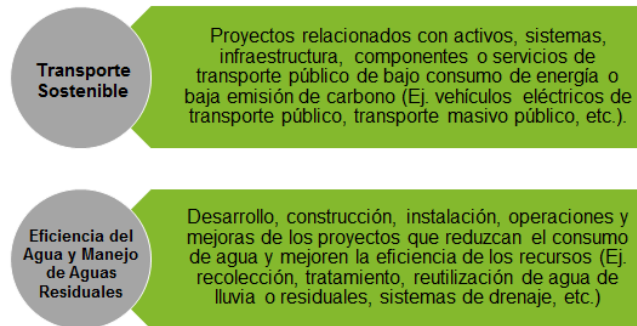 Transporte
Sostenible
Proyectos relacionados con activos, sistemas,
infraestructura, componentes o servicios de
transporte público de bajo consumo de energía o
baja emisión de carbono (Ej. vehículos eléctricos de
transporte público, transporte masivo público, etc.).
Eficiencia del
Agua y Manejo
de Aguas
Residuales
Desarrollo, construcción, instalación, operaciones y
mejoras de los proyectos que reduzcan el consumo
de agua y mejoren la eficiencia de los recursos (Ej.
recolección, tratamiento, reutilización de agua de
lluvia o residuales, sistemas de drenaje, etc.)